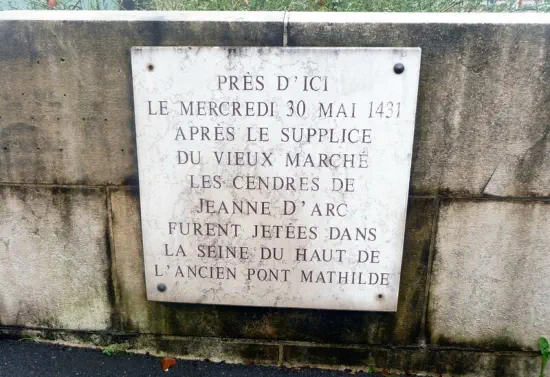 PRÈS D'ICI
LE MERCREDI 30 MAI 1431
APRÈS LE SUPPLICE
DU VIEUX MARCHÉ
LES CENDRES DE
JEANNE D'ARC
FURENT JETÉES DANS
LA SEINE DU HAUT DE
L'ANCIEN PONT MATHILDE